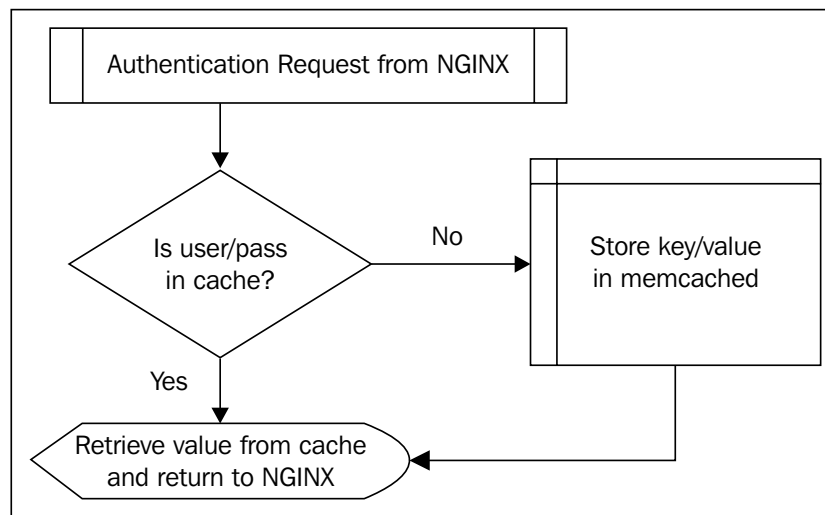 Authentication Request from NGINX
Is user/pass
in cache?
No
Store key/value
in memcached
Yes
Retrieve value from cache
and return to NGINX